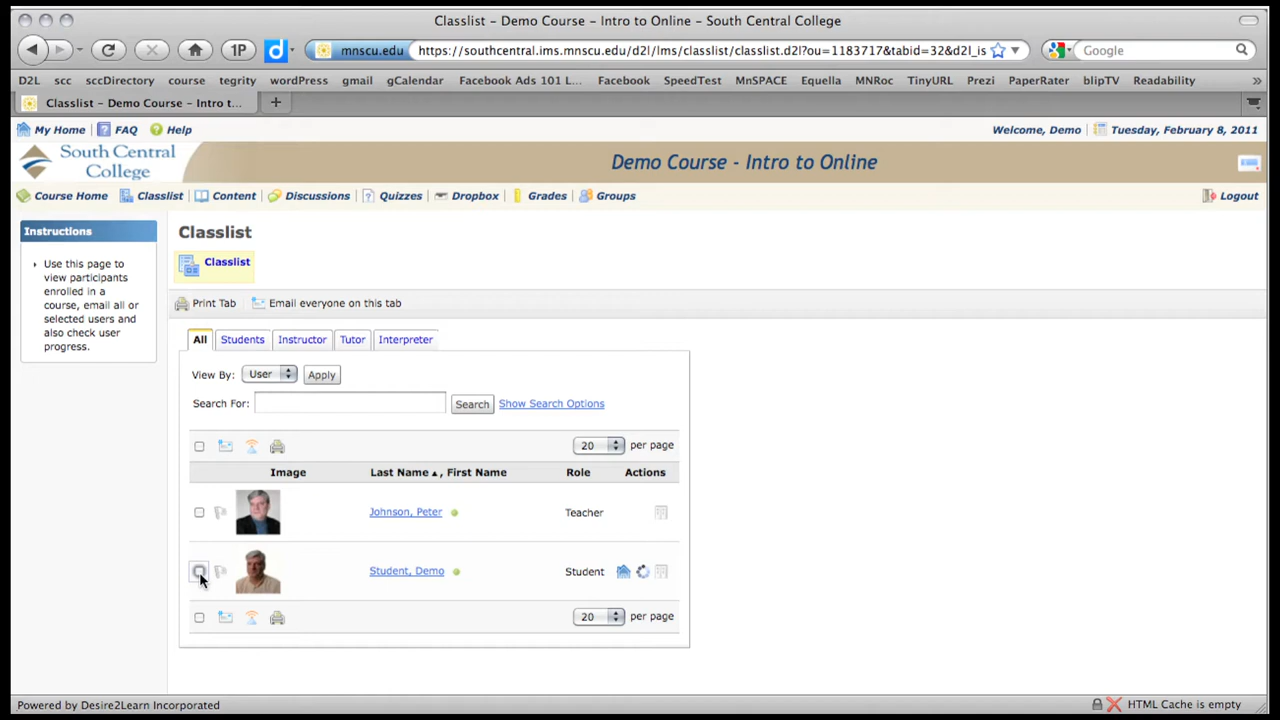 Classlist – Demo Course – Intro to Online – South Central College
1P mnscu.edu https://southcentral.ims.mnscu.edu/d2l/lms/classlist/classlist.d2l?ou=1183717&tabid=32&d2l_is Google
D2L scc sccDirectory course tegrity wordPress gmail gCalendar Facebook Ads 101 L... Facebook SpeedTest MnSPACE Equella MNRoc TinyURL Prezi PaperRater blipTV Readability »
Classlist – Demo Course – Intro t... +
My Home FAQ Help Welcome, Demo Tuesday, February 8, 2011
South Central
College
Demo Course - Intro to Online
Course Home Classlist Content Discussions Quizzes Dropbox Grades Groups Logout
Instructions
Use this page to
view participants
enrolled in a
course, email all or
selected users and
also check user
progress.
Classlist
Classlist
Print Tab Email everyone on this tab
All Students Instructor Tutor Interpreter
View By: User Apply
Search For: Search Show Search Options
20 per page
Image Last Name ▲, First Name Role Actions
Johnson, Peter Teacher
Student, Demo Student
20 per page
Powered by Desire2Learn Incorporated HTML Cache is empty